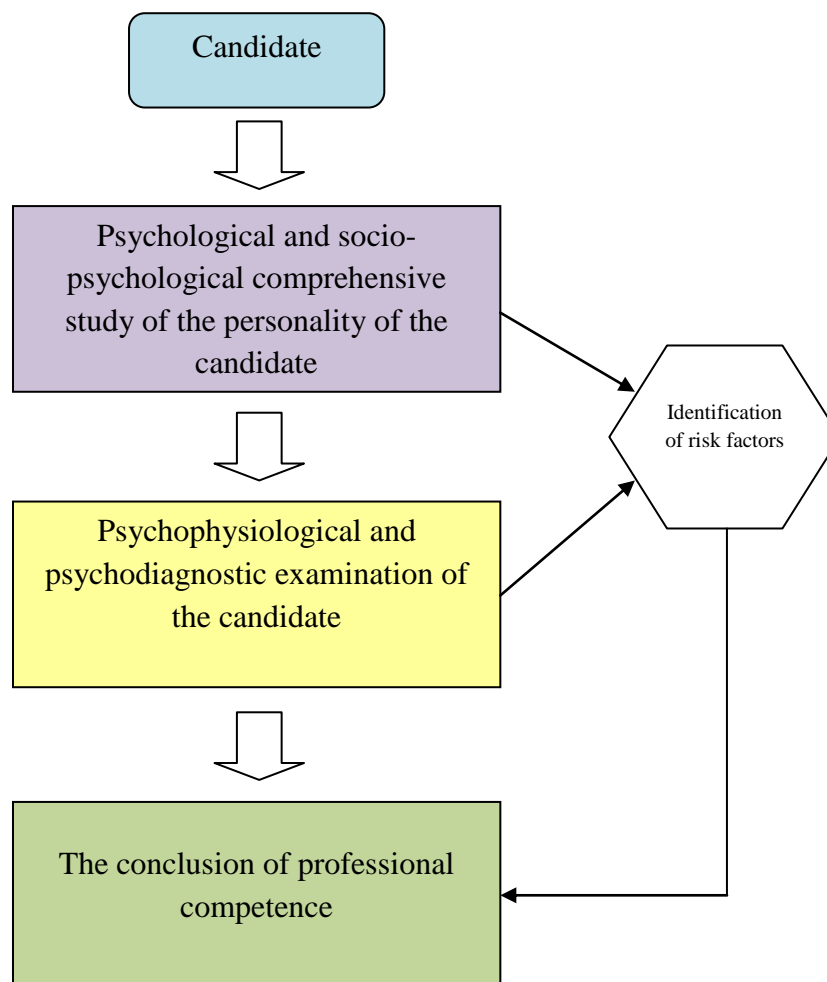 Candidate
Psychological and socio-
psychological comprehensive
study of the personality of the
candidate
Identification
of risk factors
Psychophysiological and
psychodiagnostic examination of
the candidate
The conclusion of professional
competence